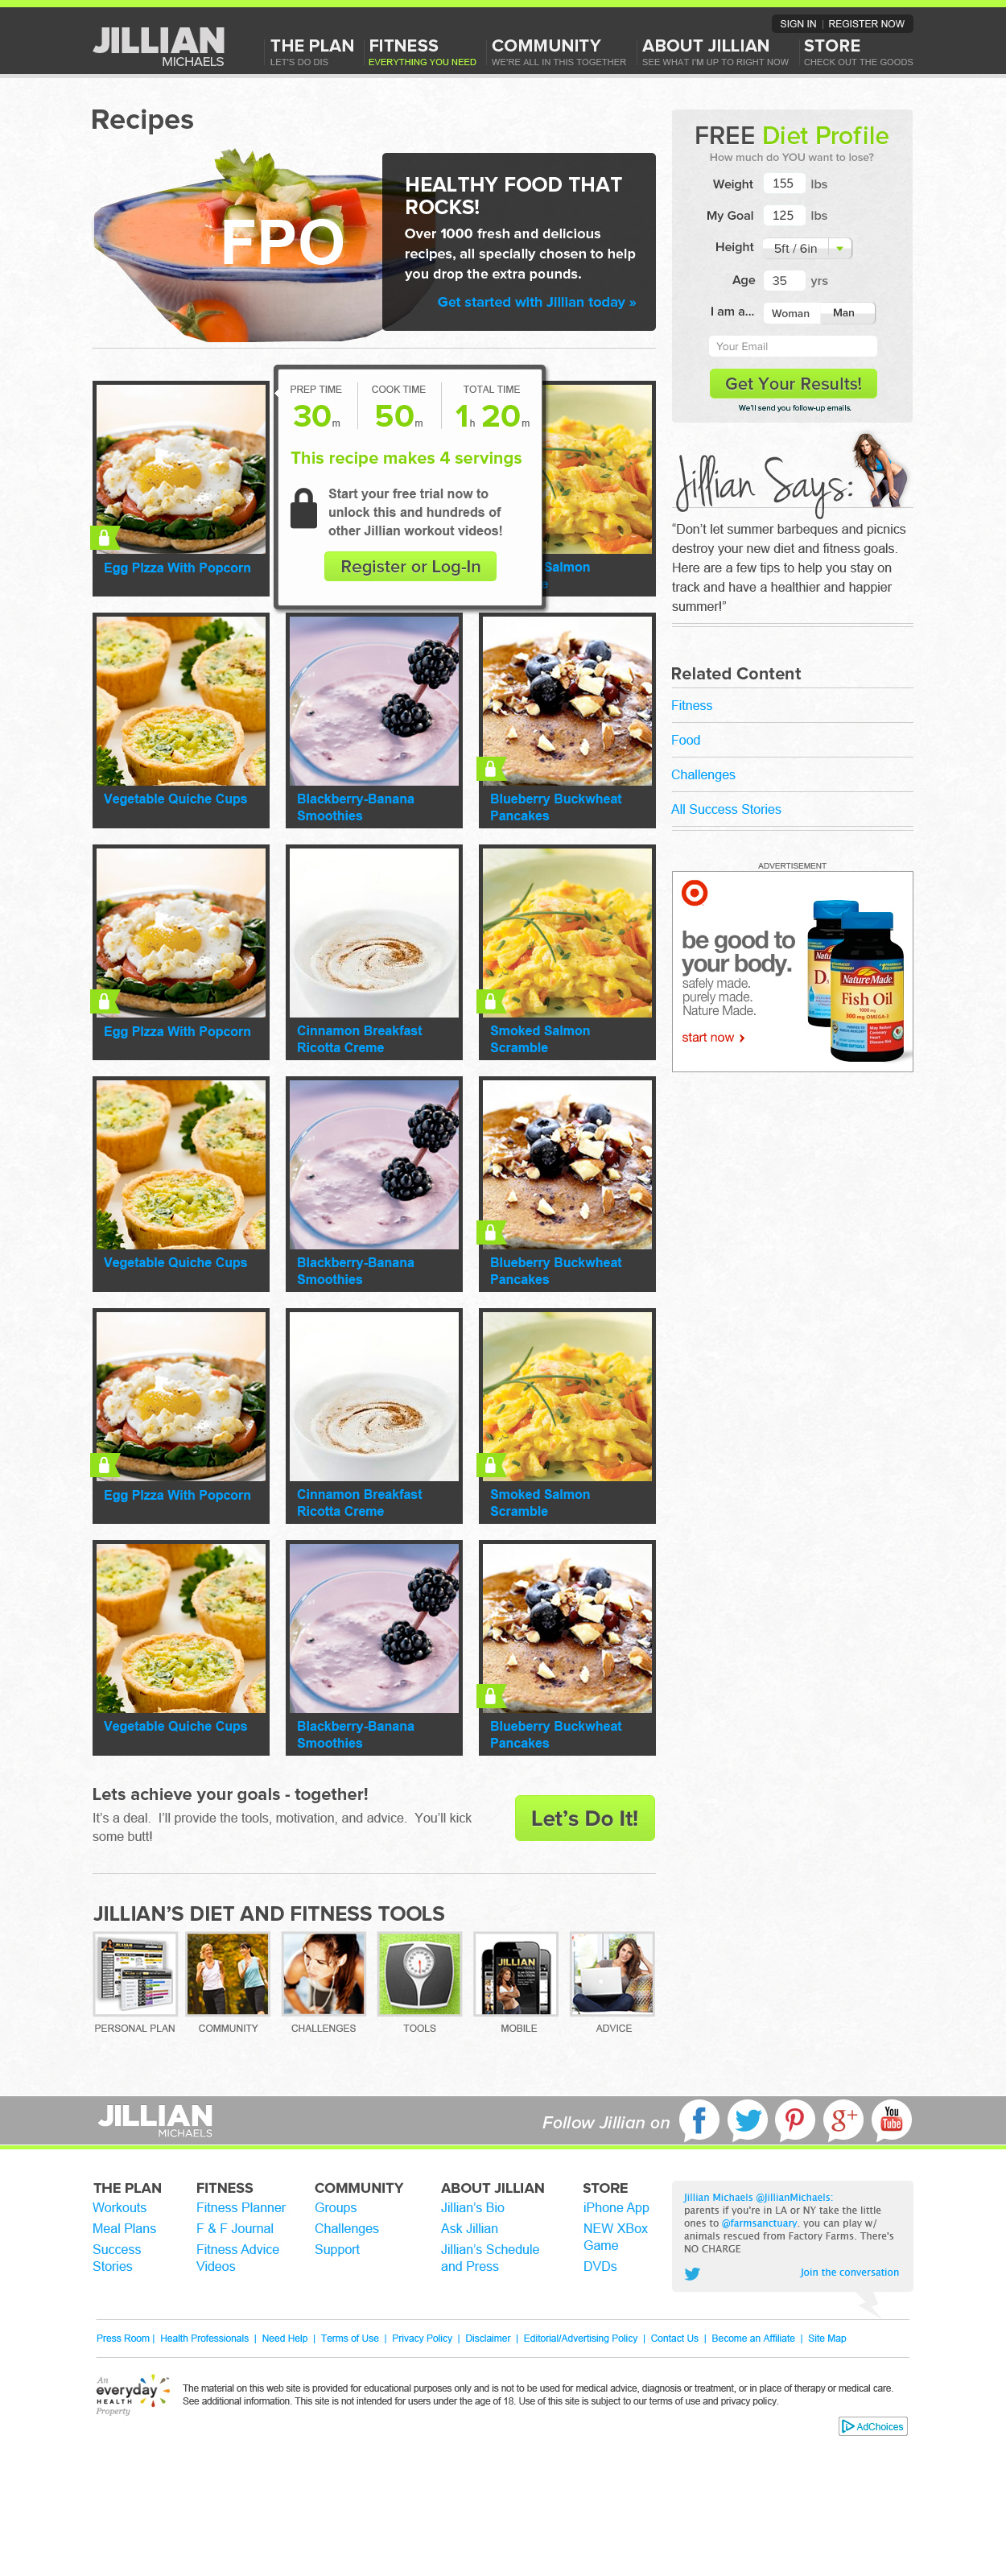 SIGN IN | REGISTER NOW
JILLIAN
MICHAELS
THE PLAN
LET'S DO DIS
FITNESS
EVERYTHING YOU NEED
COMMUNITY
WE'RE ALL IN THIS TOGETHER
ABOUT JILLIAN
SEE WHAT I'M UP TO RIGHT NOW
STORE
CHECK OUT THE GOODS
Recipes
FPO
HEALTHY FOOD THAT
ROCKS!
Over 1000 fresh and delicious
recipes, all specially chosen to help
you drop the extra pounds.
Get started with Jillian today »
PREP TIME
30m
COOK TIME
50m
TOTAL TIME
1h 20m
This recipe makes 4 servings
Start your free trial now to
unlock this and hundreds of
other Jillian workout videos!
Register or Log-In
Egg PIzza With Popcorn
Salmon
e
Vegetable Quiche Cups
Blackberry-Banana
Smoothies
Blueberry Buckwheat
Pancakes
Egg PIzza With Popcorn
Cinnamon Breakfast
Ricotta Creme
Smoked Salmon
Scramble
Vegetable Quiche Cups
Blackberry-Banana
Smoothies
Blueberry Buckwheat
Pancakes
Egg PIzza With Popcorn
Cinnamon Breakfast
Ricotta Creme
Smoked Salmon
Scramble
Vegetable Quiche Cups
Blackberry-Banana
Smoothies
Blueberry Buckwheat
Pancakes
Lets achieve your goals - together!
It's a deal. I'll provide the tools, motivation, and advice. You'll kick
some butt!
Let's Do It!
JILLIAN'S DIET AND FITNESS TOOLS
JILLIAN
PERSONAL PLAN
COMMUNITY
CHALLENGES
TOOLS
MOBILE
ADVICE
FREE Diet Profile
How much do YOU want to lose?
Weight 155 lbs
My Goal 125 lbs
Height 5ft / 6in
Age 35 yrs
I am a... Woman Man
Your Email
Get Your Results!
We'll send you follow-up emails.
Jillian Says:
“Don't let summer barbeques and picnics
destroy your new diet and fitness goals.
Here are a few tips to help you stay on
track and have a healthier and happier
summer!”
Related Content
Fitness
Food
Challenges
All Success Stories
ADVERTISEMENT
be good to
your body.
safely made.
purely made.
Nature Made.
start now ›
D
NatureMade
Fish Oil
1000 mg
300 mg OMEGA-3
JILLIAN
MICHAELS
Follow Jillian on
f
g+
You
Tube
THE PLAN
Workouts
Meal Plans
Success
Stories
FITNESS
Fitness Planner
F & F Journal
Fitness Advice
Videos
COMMUNITY
Groups
Challenges
Support
ABOUT JILLIAN
Jillian's Bio
Ask Jillian
Jillian's Schedule
and Press
STORE
iPhone App
NEW XBox
Game
DVDs
Jillian Michaels @JillianMichaels:
parents if you're in LA or NY take the little
ones to @farmsanctuary. you can play w/
animals rescued from Factory Farms. There's
NO CHARGE
Join the conversation
Press Room | Health Professionals | Need Help | Terms of Use | Privacy Policy | Disclaimer | Editorial/Advertising Policy | Contact Us | Become an Affiliate | Site Map
An
everyday
HEALTH
Property
The material on this web site is provided for educational purposes only and is not to be used for medical advice, diagnosis or treatment, or in place of therapy or medical care.
See additional information. This site is not intended for users under the age of 18. Use of this site is subject to our terms of use and privacy policy.
AdChoices